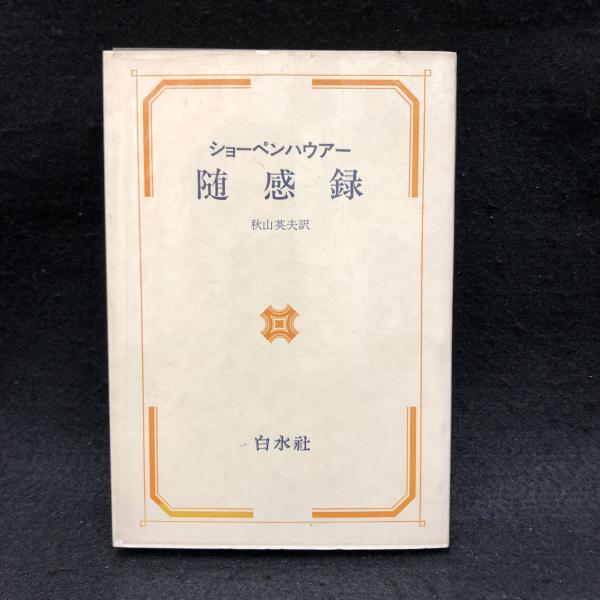 ショーペンハウアー
随感録
秋山英夫訳
白水社